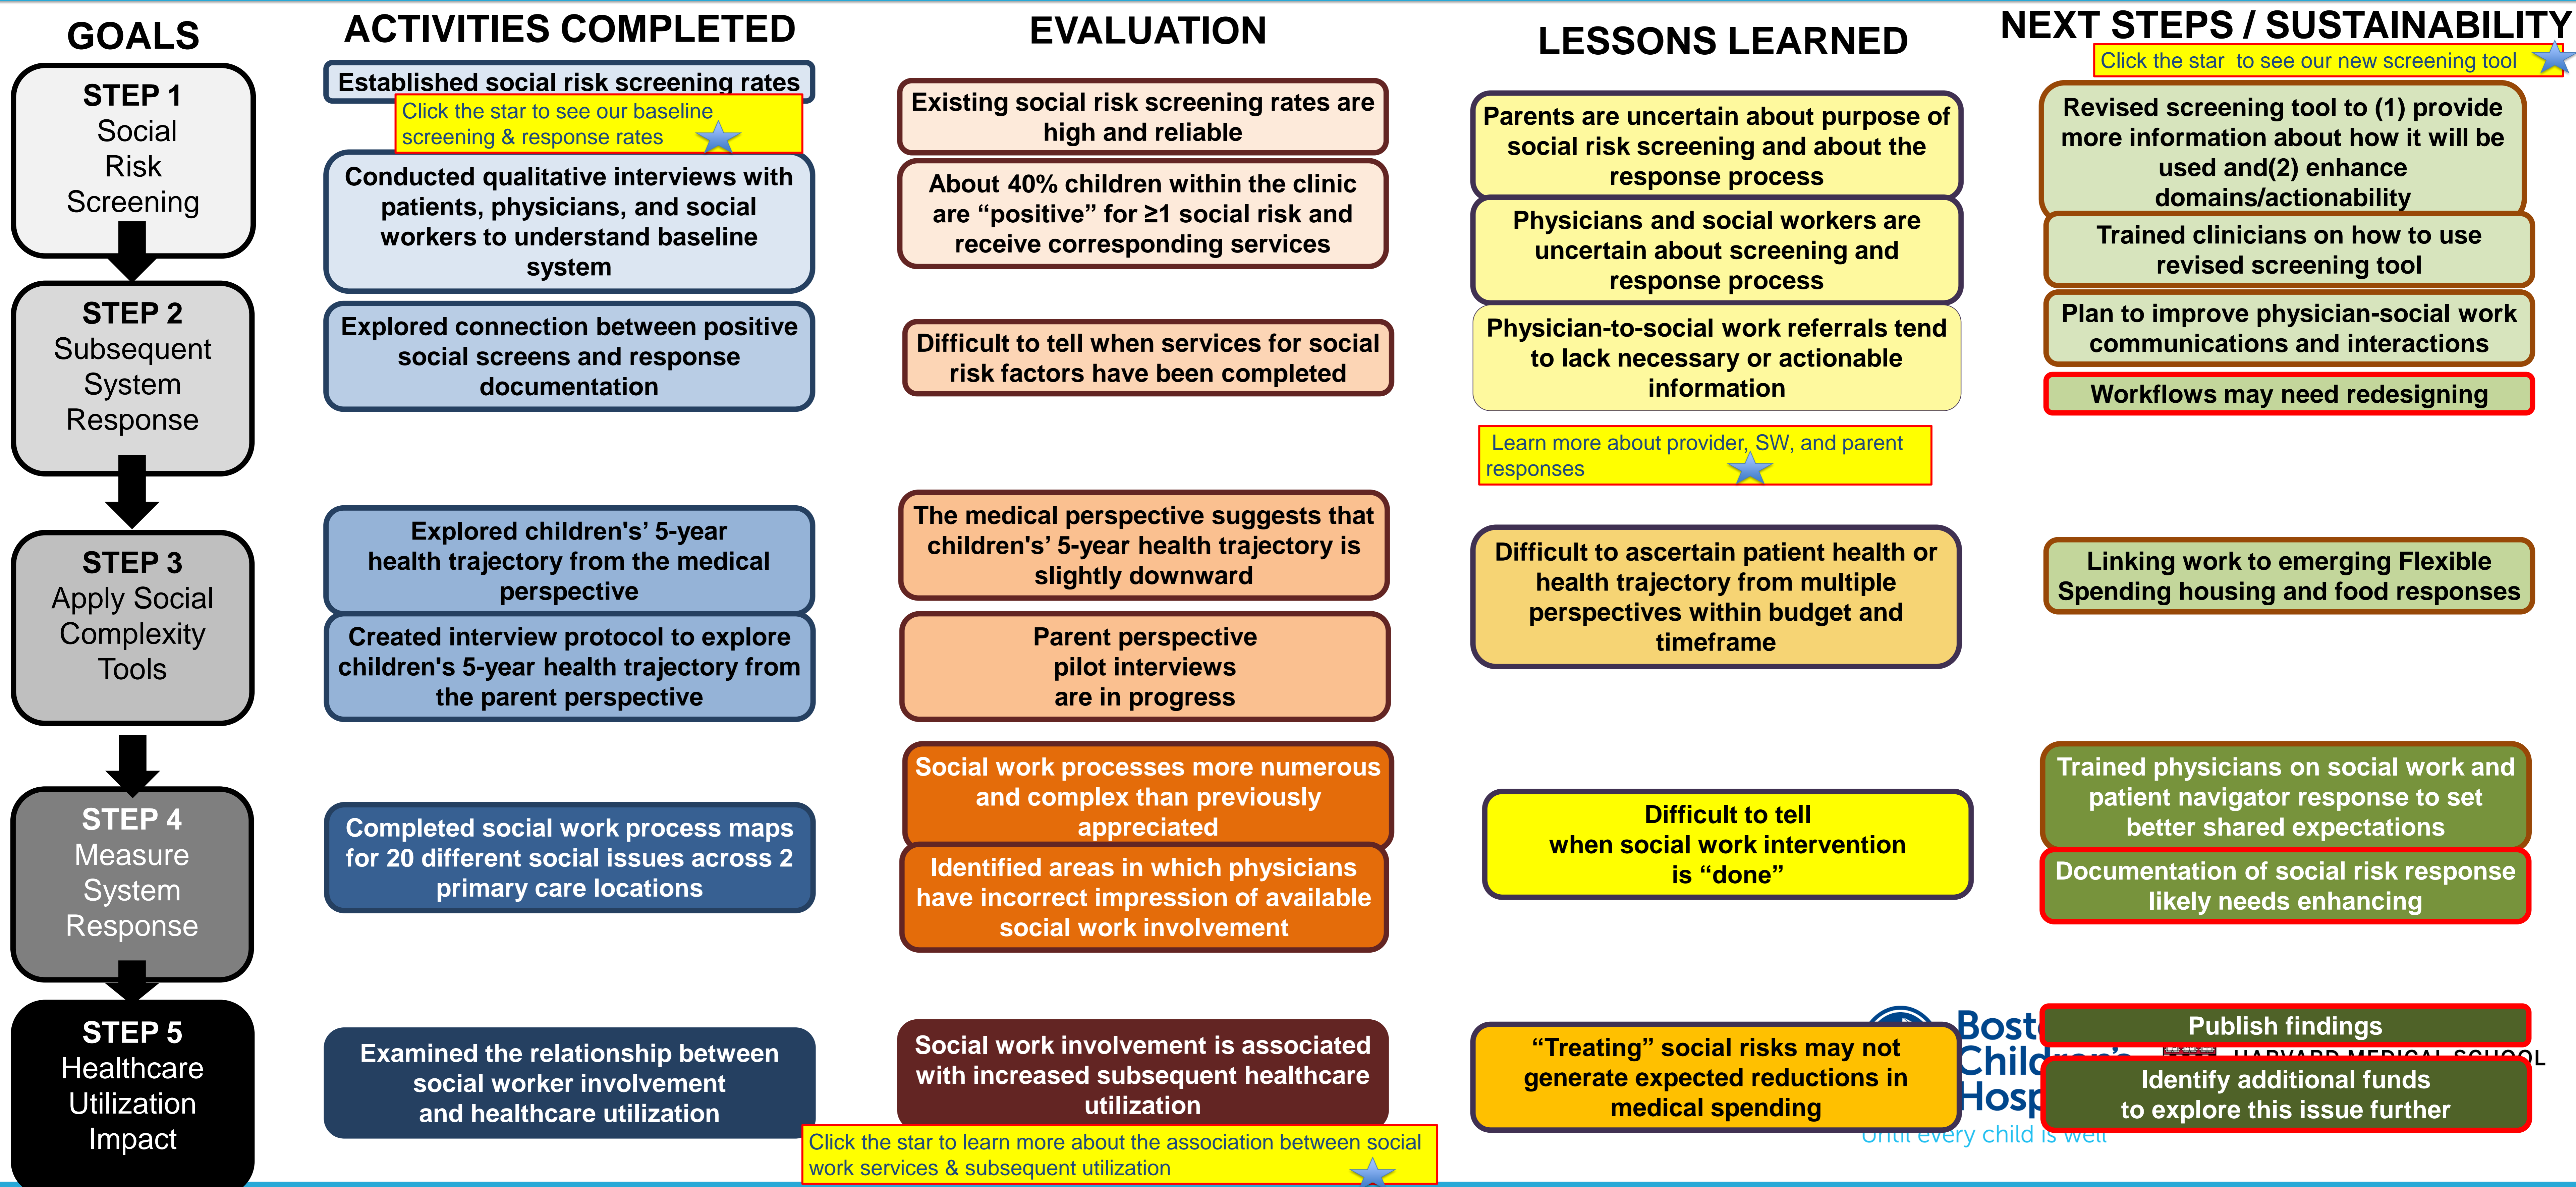 GOALS
STEP 1
Social
Risk
Screening
STEP 2
Subsequent
System
Response
STEP 3
Apply Social
Complexity
Tools
STEP 4
Measure
System
Response
STEP 5
Healthcare
Utilization
Impact
ACTIVITIES COMPLETED
Established social risk screening rates
Click the star to see our baseline
screening & response rates
Conducted qualitative interviews with
patients, physicians, and social
workers to understand baseline
system
Explored connection between positive
social screens and response
documentation
Explored children's’ 5-year
health trajectory from the medical
perspective
Created interview protocol to explore
children's 5-year health trajectory from
the parent perspective
Completed social work process maps
for 20 different social issues across 2
primary care locations
Examined the relationship between
social worker involvement
and healthcare utilization
EVALUATION
Existing social risk screening rates are
high and reliable
About 40% children within the clinic
are “positive” for ≥1 social risk and
receive corresponding services
Difficult to tell when services for social
risk factors have been completed
The medical perspective suggests that
children's’ 5-year health trajectory is
slightly downward
Parent perspective
pilot interviews
are in progress
Social work processes more numerous
and complex than previously
appreciated
Identified areas in which physicians
have incorrect impression of available
social work involvement
Social work involvement is associated
with increased subsequent healthcare
utilization
Click the star to learn more about the association between social
work services & subsequent utilization
LESSONS LEARNED
Parents are uncertain about purpose of
social risk screening and about the
response process
Physicians and social workers are
uncertain about screening and
response process
Physician-to-social work referrals tend
to lack necessary or actionable
information
Learn more about provider, SW, and parent
responses
Difficult to ascertain patient health or
health trajectory from multiple
perspectives within budget and
timeframe
Difficult to tell
when social work intervention
is “done”
“Treating” social risks may not
generate expected reductions in
medical spending
NEXT STEPS / SUSTAINABILITY
Click the star  to see our new screening tool
Revised screening tool to (1) provide
more information about how it will be
used and(2) enhance
domains/actionability
Trained clinicians on how to use
revised screening tool
Plan to improve physician-social work
communications and interactions
Workflows may need redesigning
Linking work to emerging Flexible
Spending housing and food responses
Trained physicians on social work and
patient navigator response to set
better shared expectations
Documentation of social risk response
likely needs enhancing
Publish findings
Identify additional funds
to explore this issue further
Children's
HARVARD MEDICAL SCHOOL
Until every child is well